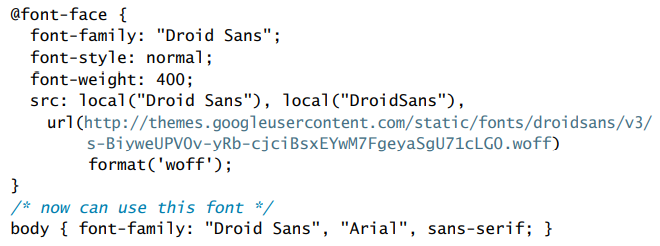 @font-face {
font-family: "Droid Sans";
font-style: normal;
font-weight: 400;
src: local("Droid Sans"), local("DroidSans"),
url(http://themes.googleusercontent.com/static/fonts/droidsans/v3/
s-BiyweUPV0v-yRb-cjciBsxEYwM7FgeyaSgU71cLG0.woff)
format('woff');
}
/* now can use this font */
body { font-family: "Droid Sans", "Arial", sans-serif; }